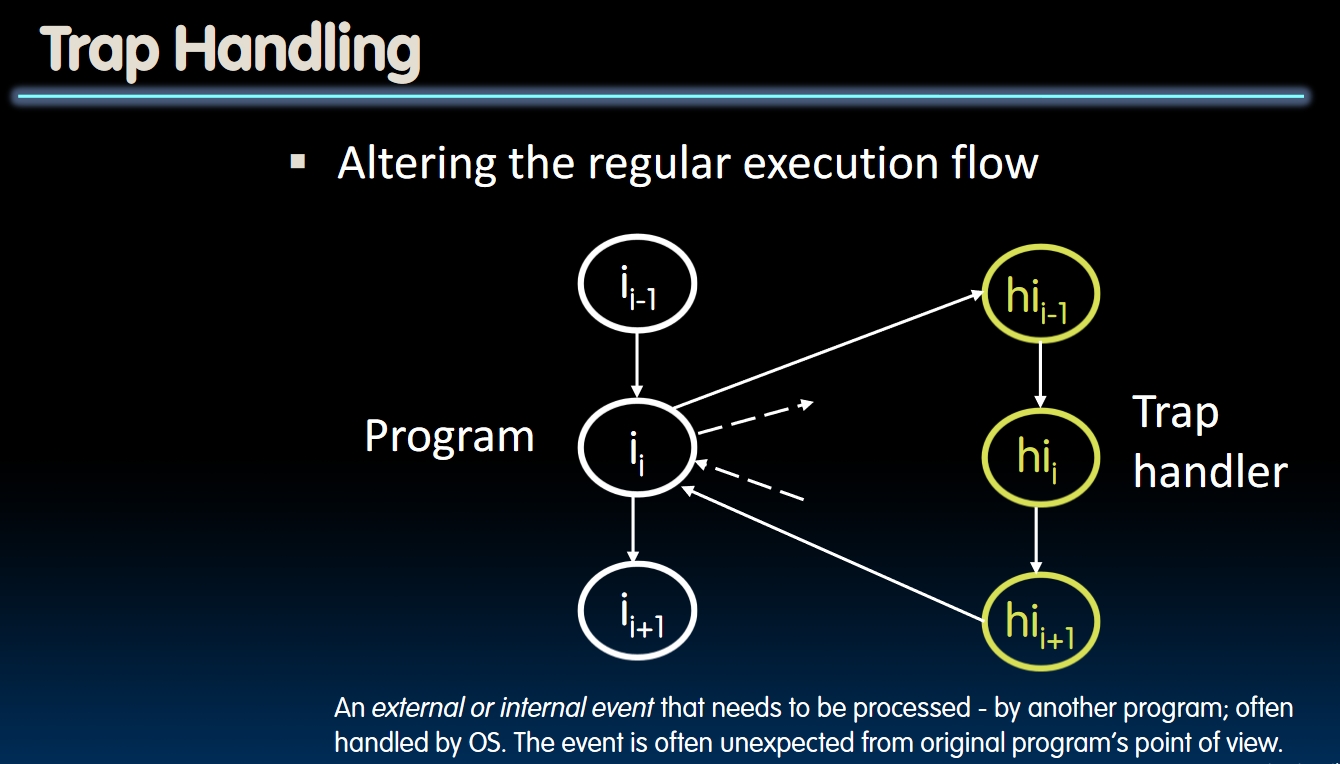 Trap Handling
▪ Altering the regular execution flow
i_{i-1}
hi_{i-1}
Program
i_i
hi_i
Trap
handler
i_{i+1}
hi_{i+1}
An external or internal event that needs to be processed - by another program; often
handled by OS. The event is often unexpected from original program's point of view.